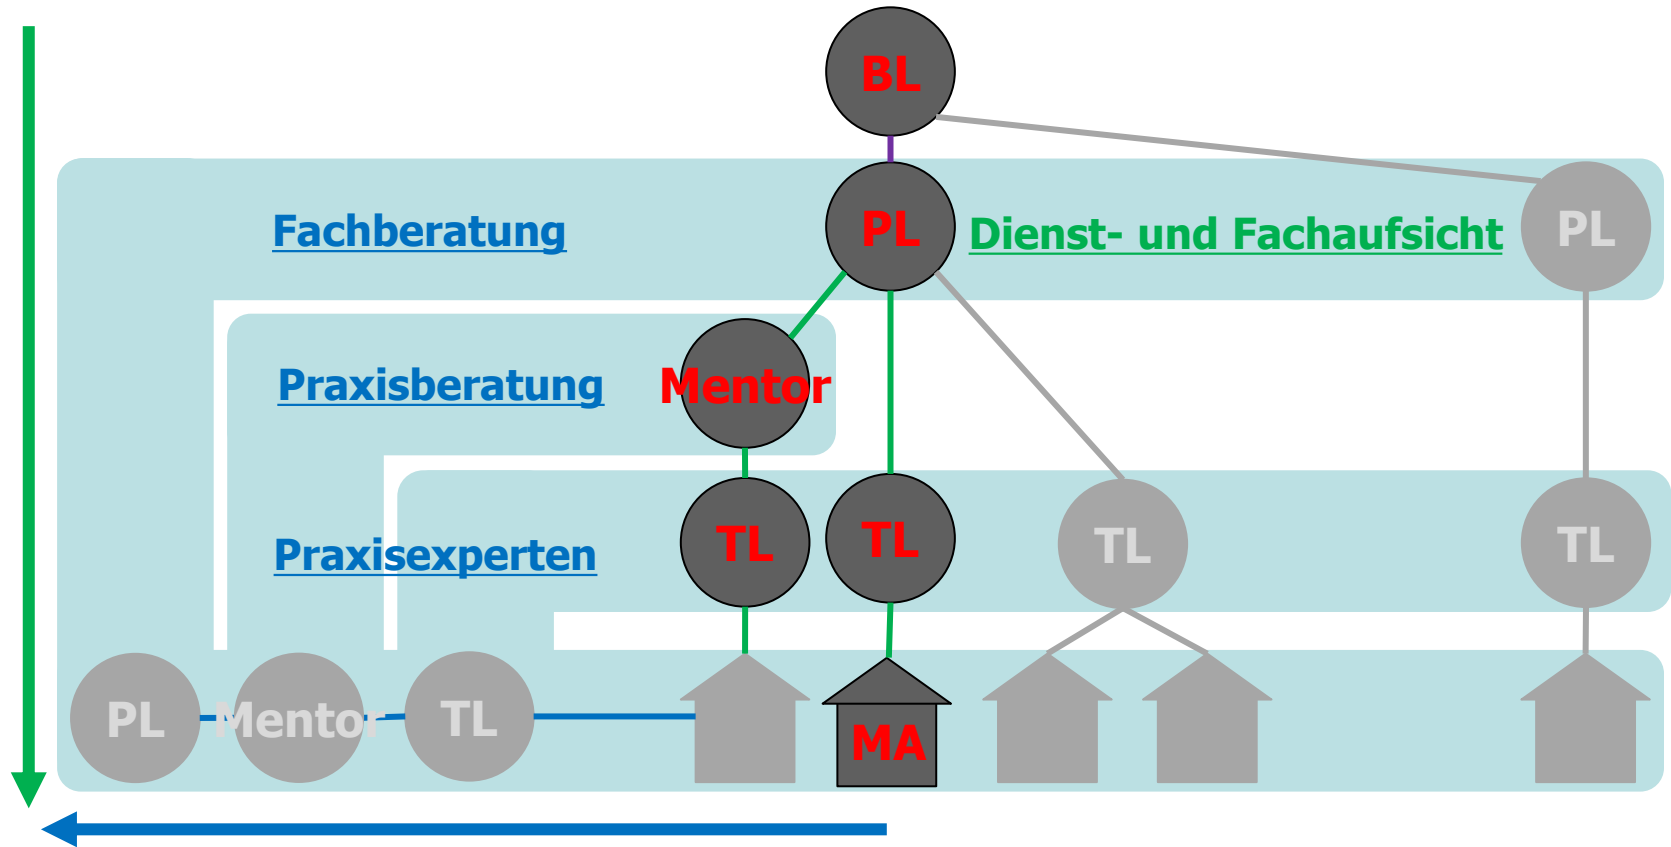 BL
Fachberatung
PL
Dienst- und Fachaufsicht
PL
Praxisberatung
Mentor
Praxisexperten
TL
TL
TL
TL
PL
Mentor
TL
MA